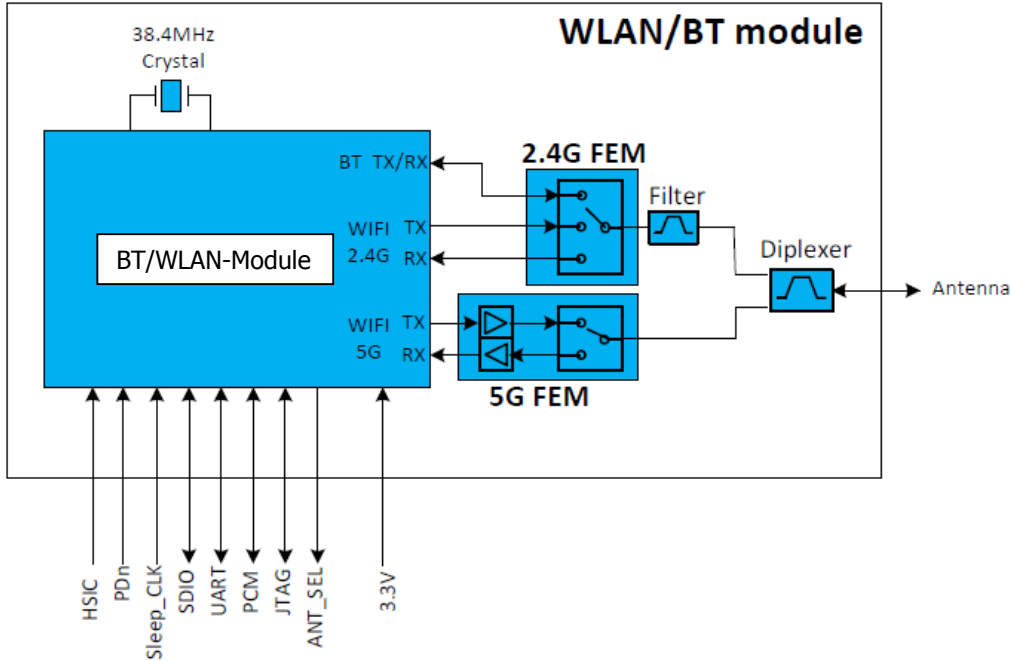 WLAN/BT module
38.4MHz
Crystal
BT TX/RX
2.4G FEM
Filter
WIFI TX
2.4G RX
BT/WLAN-Module
Diplexer
Antenna
WIFI TX
5G RX
5G FEM
HSIC
PDn
Sleep_CLK
SDIO
UART
PCM
JTAG
ANT_SEL
3.3V